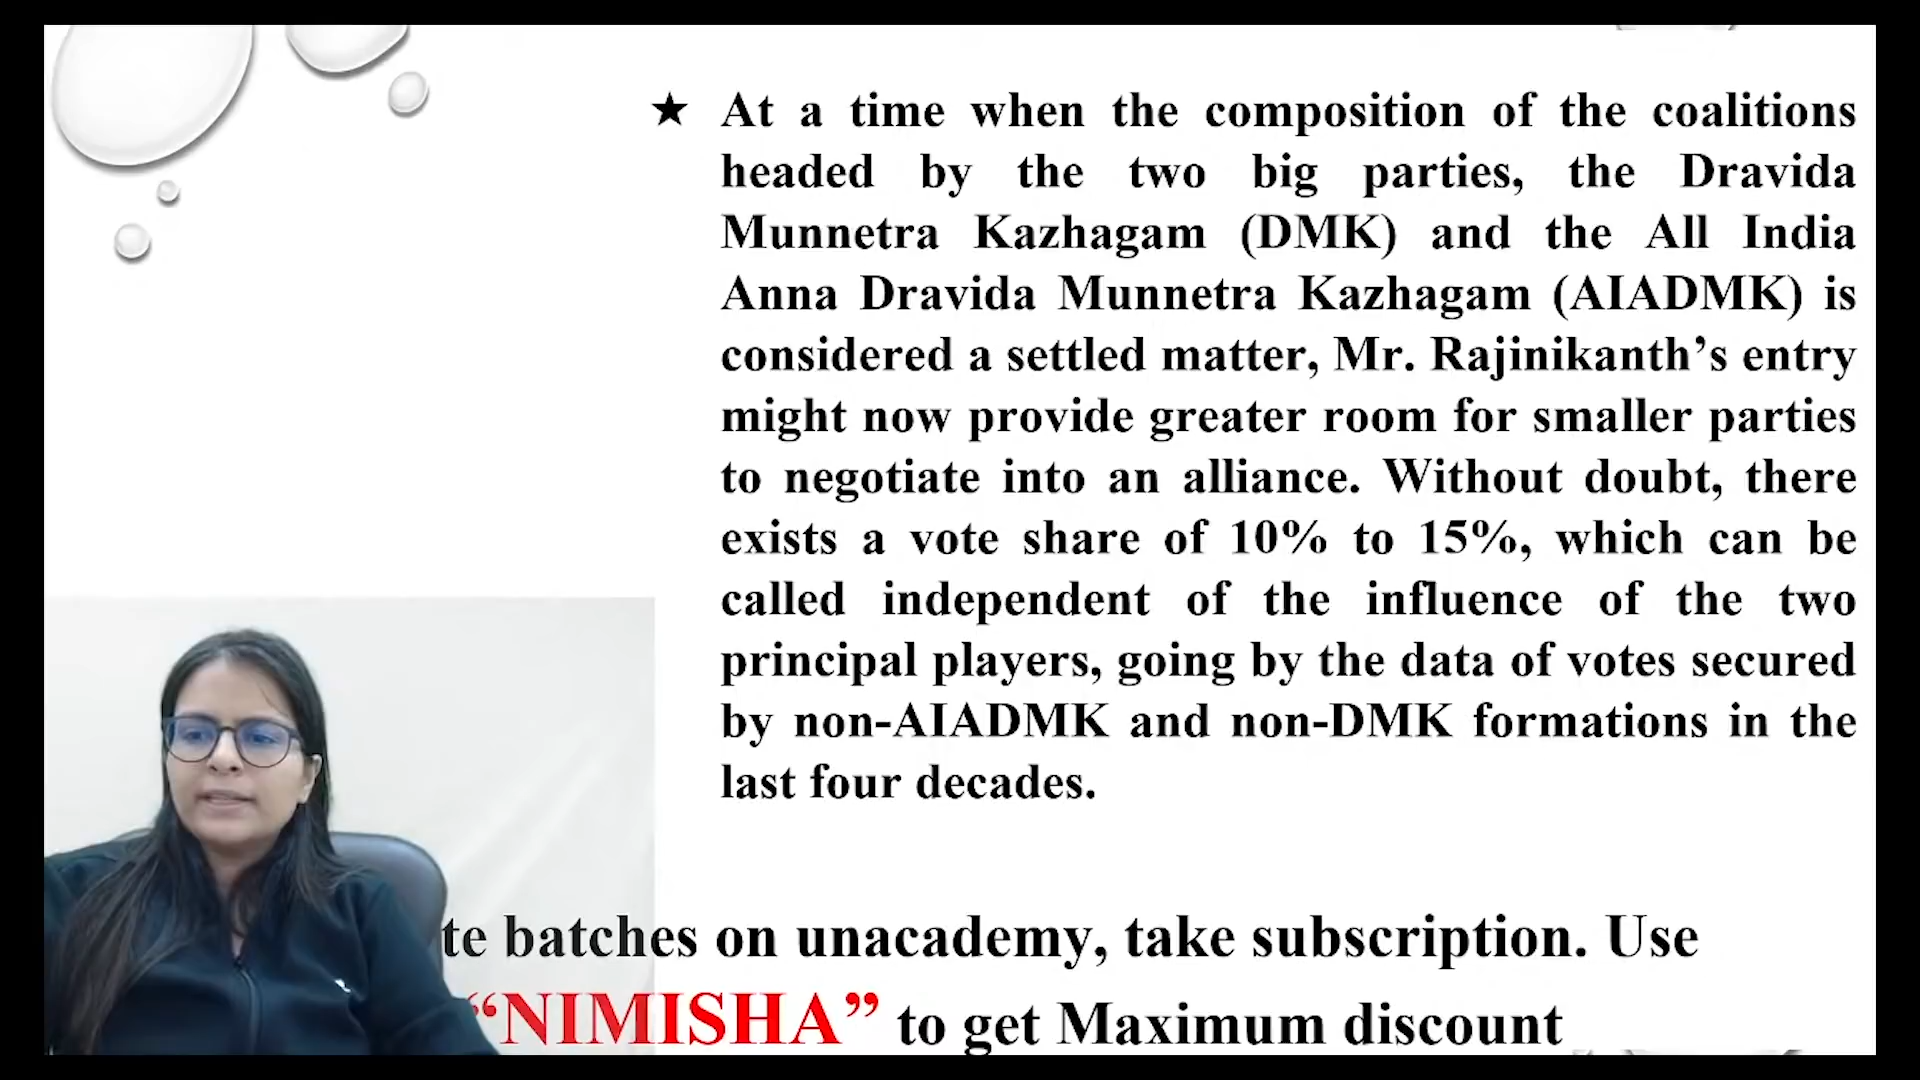 ★ At a time when the composition of the coalitions
headed by the two big parties, the Dravida
Munnetra Kazhagam (DMK) and the All India
Anna Dravida Munnetra Kazhagam (AIADMK) is
considered a settled matter, Mr. Rajinikanth’s entry
might now provide greater room for smaller parties
to negotiate into an alliance. Without doubt, there
exists a vote share of 10% to 15%, which can be
called independent of the influence of the two
principal players, going by the data of votes secured
by non-AIADMK and non-DMK formations in the
last four decades.
te batches on unacademy, take subscription. Use
“NIMISHA” to get Maximum discount